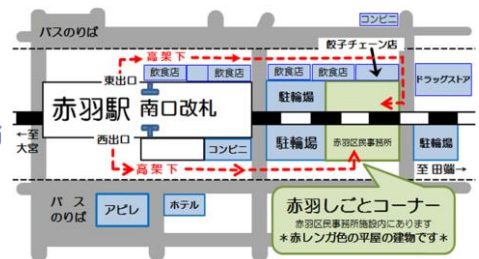 コンビニ
バスのりば
高架下
餃子チェーン店
東出口
飲食店
飲食店
飲食店
飲食店
ドラッグストア
駐輪場
赤羽駅 南口改札
←至
大宮
西出口
コンビニ
駐輪場
赤羽区民事務所
駐輪場
高架下
至 田端→
バス
のりば
アピレ
ホテル
赤羽しごとコーナー
赤羽区民事務所施設内にあります
*赤レンガ色の平屋の建物です*